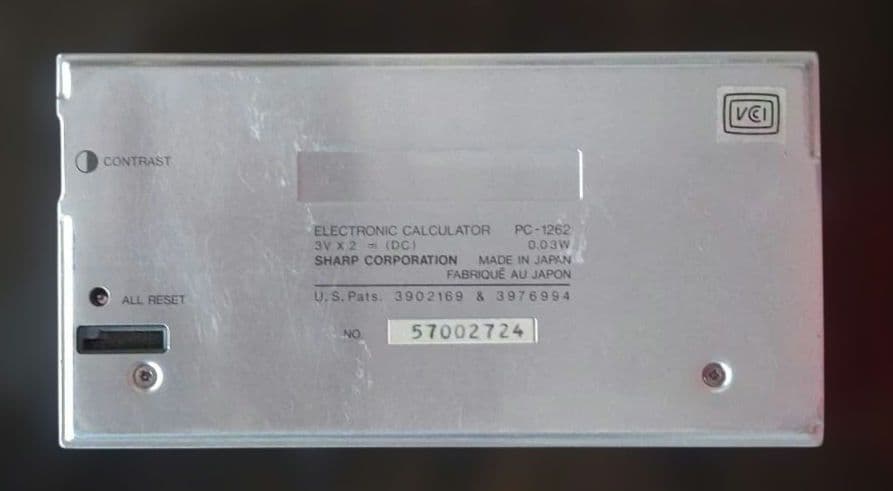 VCCI
CONTRAST
ELECTRONIC CALCULATOR PC-1262
3V X 2 ⎓ (DC) 0.03W
SHARP CORPORATION MADE IN JAPAN
FABRIQUÉ AU JAPON
U.S. Pats. 3902169 & 3976994
ALL RESET
NO. 57002724